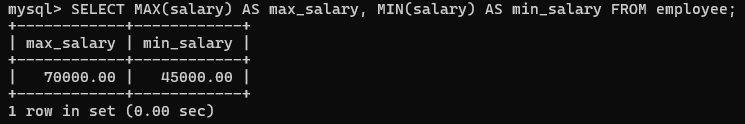 mysql> SELECT MAX(salary) AS max_salary, MIN(salary) AS min_salary FROM employee;
+------------+------------+
| max_salary | min_salary |
+------------+------------+
|   70000.00 |   45000.00 |
+------------+------------+
1 row in set (0.00 sec)